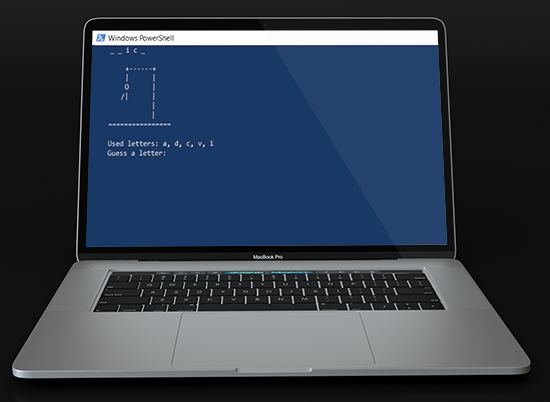 Windows PowerShell
_ _ i c _
+------+
|      |
O      |
/|      |
|
|
===============
Used letters: a, d, c, v, i
Guess a letter:
MacBook Pro